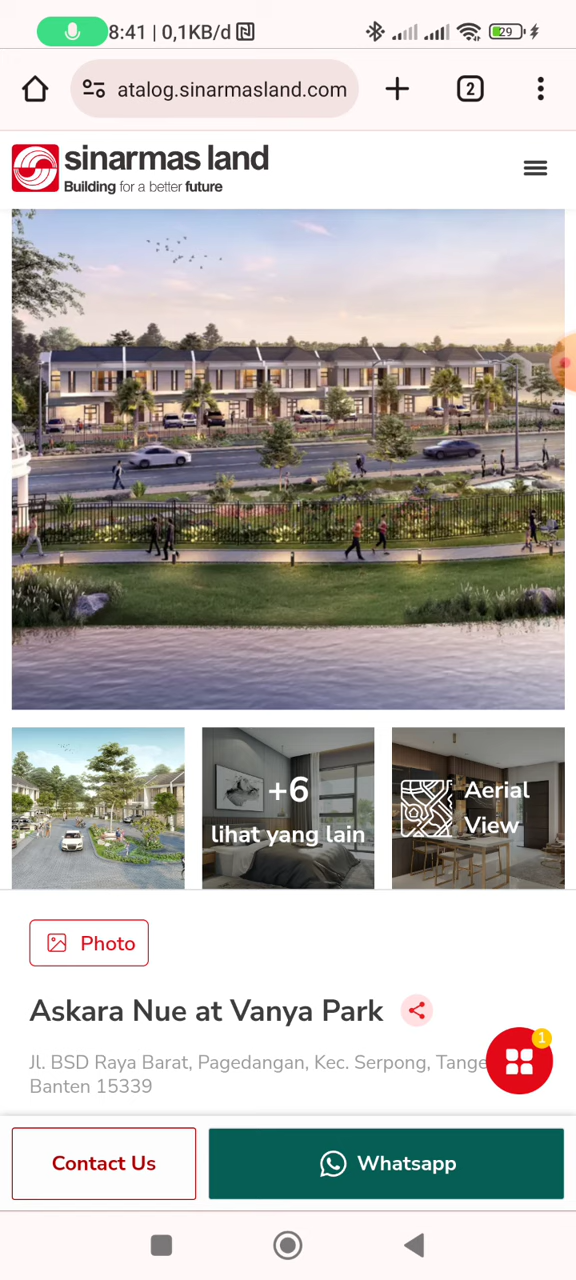 8:41 | 0,1KB/d
29
atalog.sinarmasland.com
2
sinarmas land
Building for a better future
+6
lihat yang lain
Aerial
View
Photo
Askara Nue at Vanya Park
1
Jl. BSD Raya Barat, Pagedangan, Kec. Serpong, Tange
Banten 15339
Contact Us
Whatsapp